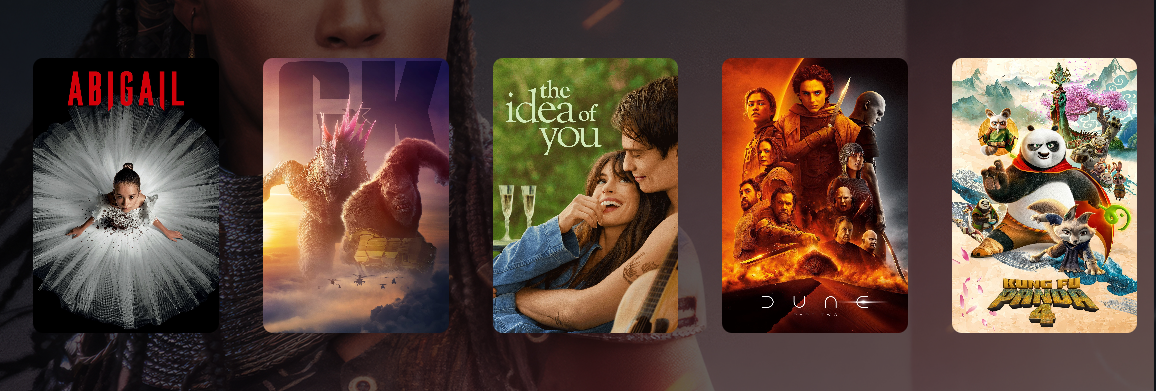 ABIGAIL
GK
the
idea of
you
DUNE
KUNG FU
PANDA
4